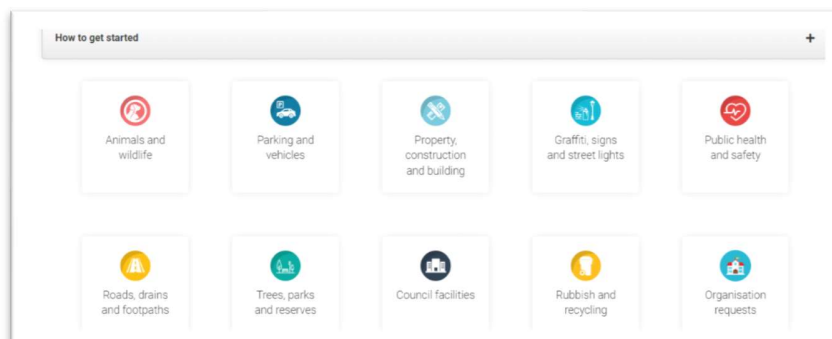 How to get started +
Animals and
wildlife
Parking and
vehicles
Property,
construction
and building
Graffiti, signs
and street lights
Public health
and safety
Roads, drains
and footpaths
Trees, parks
and reserves
Council facilities
Rubbish and
recycling
Organisation
requests